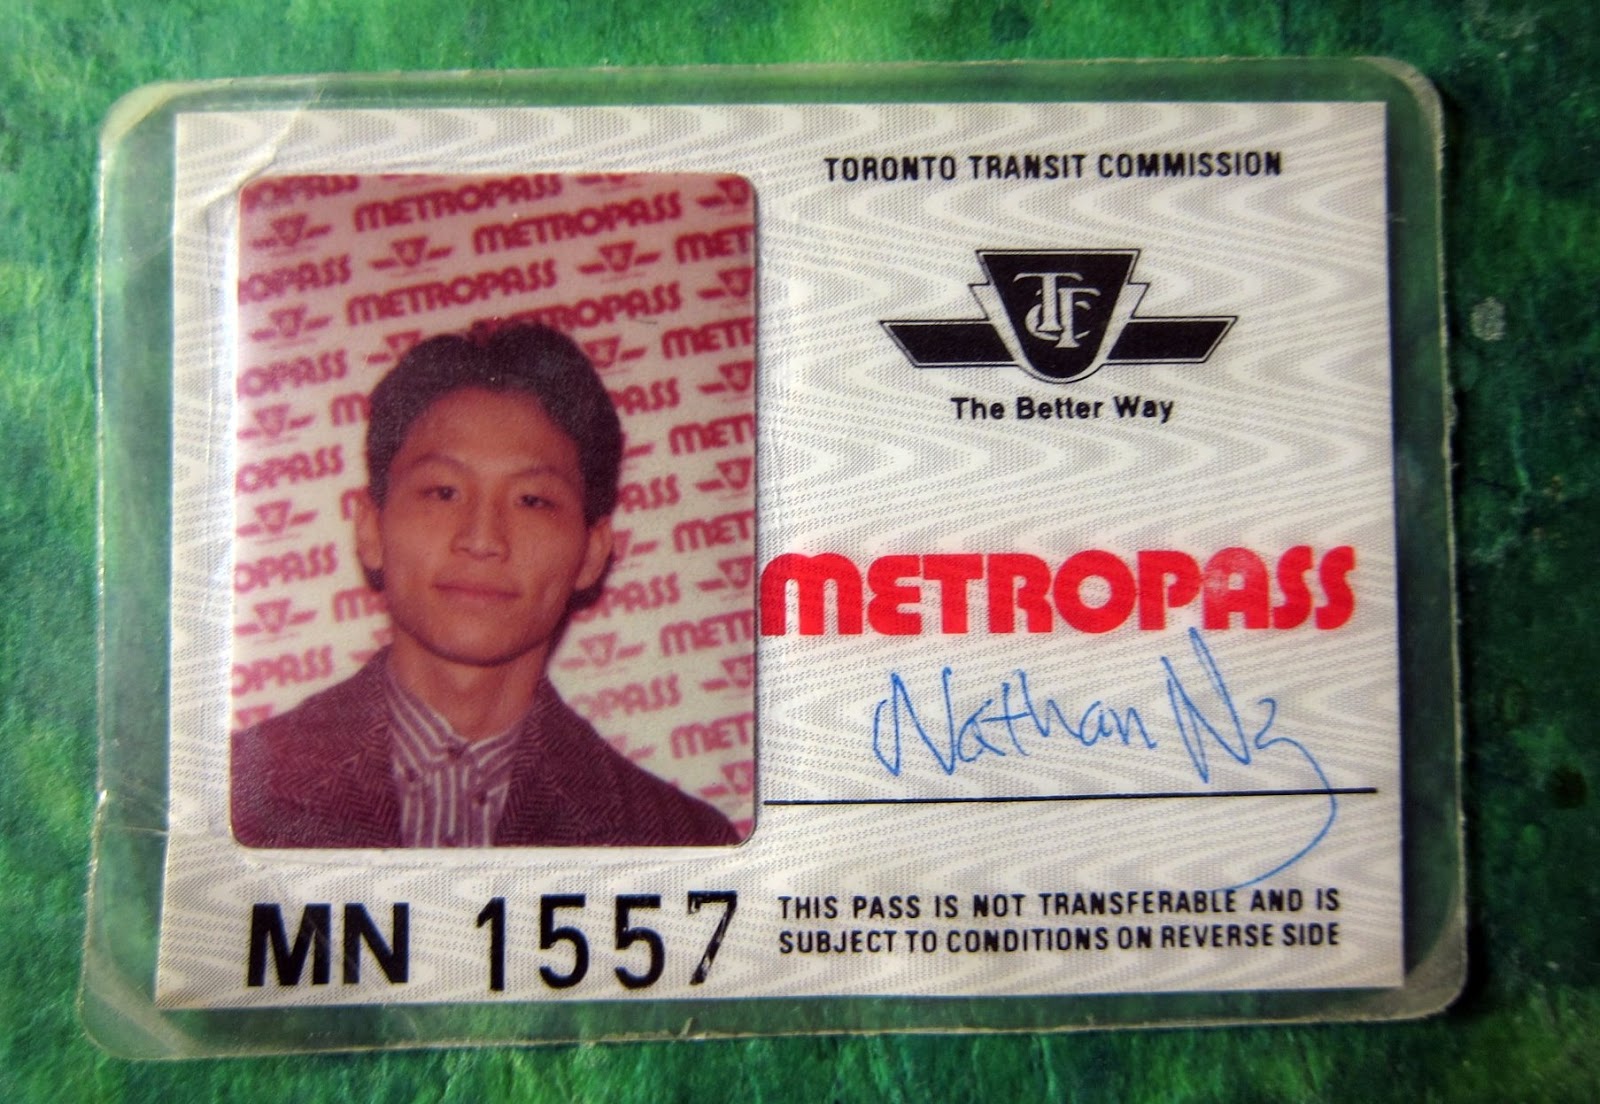 TORONTO TRANSIT COMMISSION
TTC
The Better Way
METROPASS
Nathan Ng
MN 1557
THIS PASS IS NOT TRANSFERABLE AND IS
SUBJECT TO CONDITIONS ON REVERSE SIDE